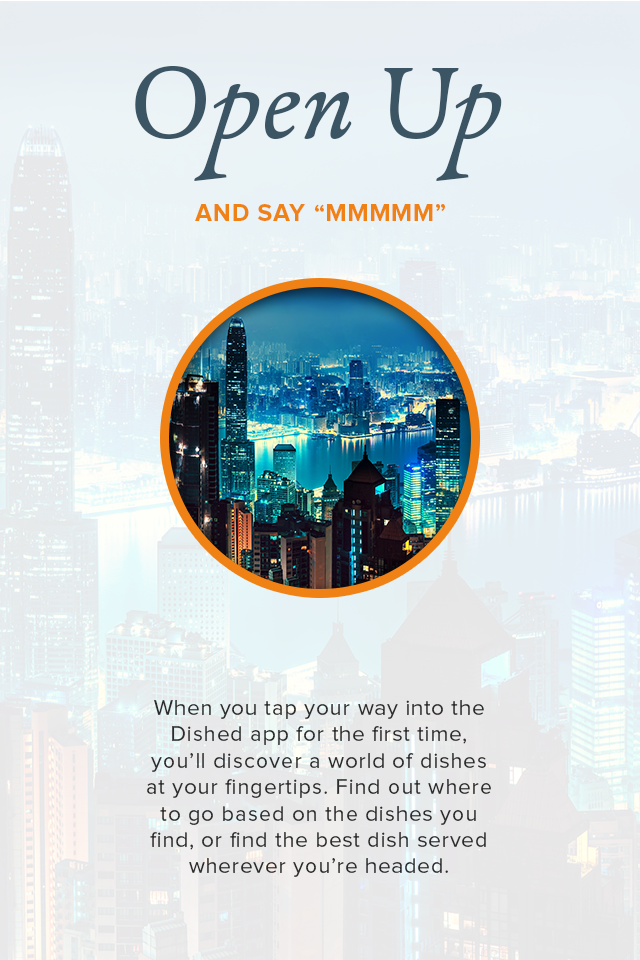 Open Up
AND SAY “MMMMM”
When you tap your way into the
Dished app for the first time,
you’ll discover a world of dishes
at your fingertips. Find out where
to go based on the dishes you
find, or find the best dish served
wherever you’re headed.